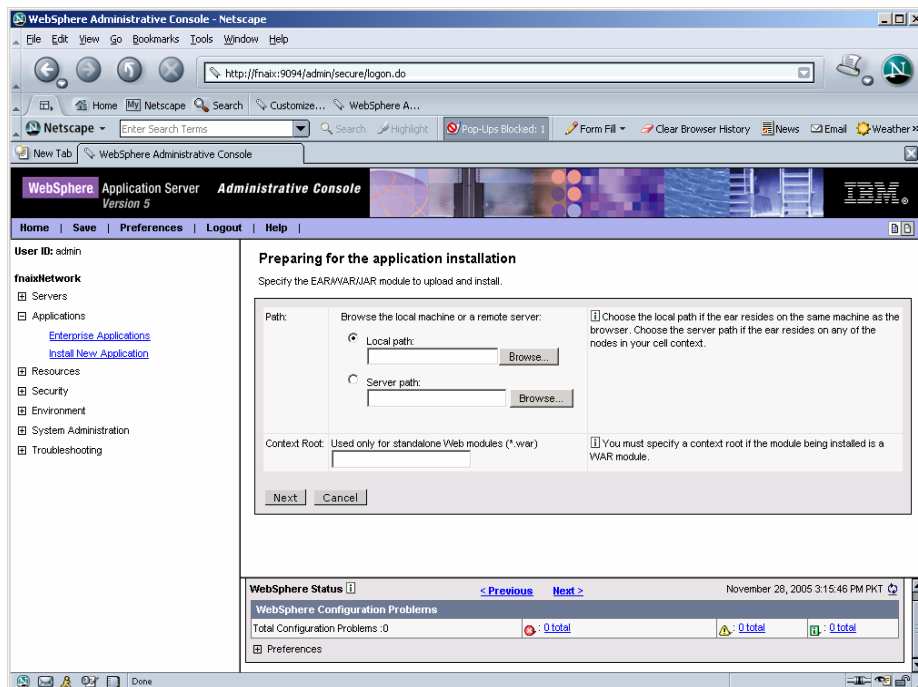 WebSphere Administrative Console - Netscape
File Edit View Go Bookmarks Tools Window Help
http://fnaix:9094/admin/secure/logon.do
N
Home My Netscape Search Customize... WebSphere A...
Netscape Enter Search Terms Search Highlight Pop-Ups Blocked: 1 Form Fill Clear Browser History News Email Weather
New Tab WebSphere Administrative Console
WebSphere Application Server Administrative Console
Version 5
IBM.
Home | Save | Preferences | Logout | Help |
User ID: admin
fnaixNetwork
Servers
Applications
Enterprise Applications
Install New Application
Resources
Security
Environment
System Administration
Troubleshooting
Preparing for the application installation
Specify the EAR/WAR/JAR module to upload and install.
Path:
Browse the local machine or a remote server:
Local path:
Browse...
Server path:
Browse...
i Choose the local path if the ear resides on the same machine as the
browser. Choose the server path if the ear resides on any of the
nodes in your cell context.
Context Root:
Used only for standalone Web modules (*.war)
i You must specify a context root if the module being installed is a
WAR module.
Next Cancel
WebSphere Status i < Previous Next > November 28, 2005 3:15:46 PM PKT
WebSphere Configuration Problems
Total Configuration Problems :0 : 0 total : 0 total : 0 total
Preferences
Done